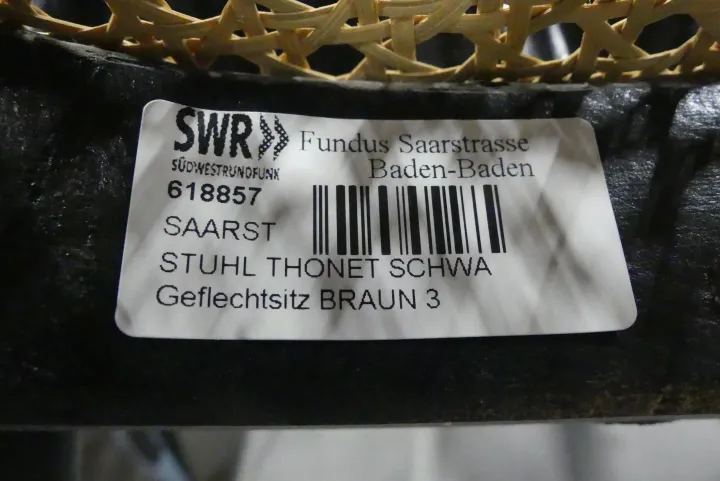 SWR» Fundus Saarstrasse
SÜDWESTRUNDFUNK Baden-Baden
618857
SAARST
STUHL THONET SCHWA
Geflechtsitz BRAUN 3